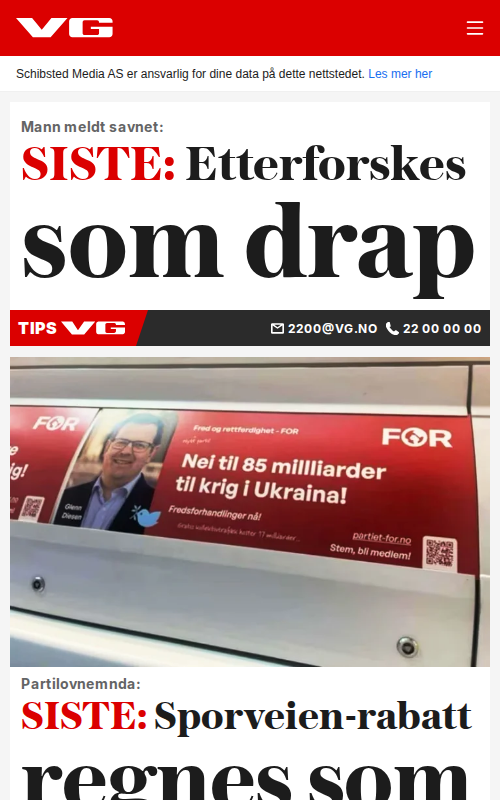 VG
Schibsted Media AS er ansvarlig for dine data på dette nettstedet. Les mer her
Mann meldt savnet:
SISTE: Etterforskes
som drap
TIPS VG 2200@VG.NO 22 00 00 00
FOR
ig!
Glenn
Diesen
Fred og rettferdighet - FOR
FOR
Nei til 85 millliarder
til krig i Ukraina!
Fredsforhandlinger nå!
partiet-for.no
Stem, bli medlem!
Partilovnemnda:
SISTE: Sporveien-rabatt
regnes som